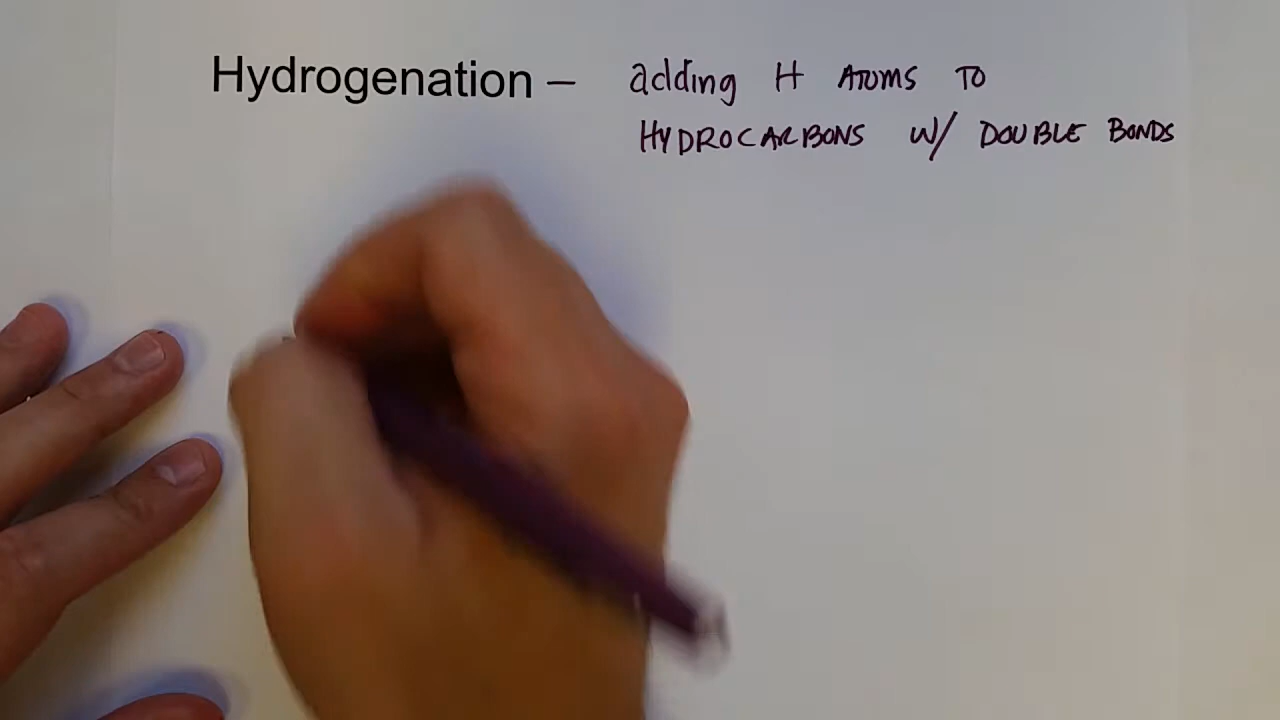 Hydrogenation – adding H ATOMS TO
HYDROCARBONS W/ DOUBLE BONDS